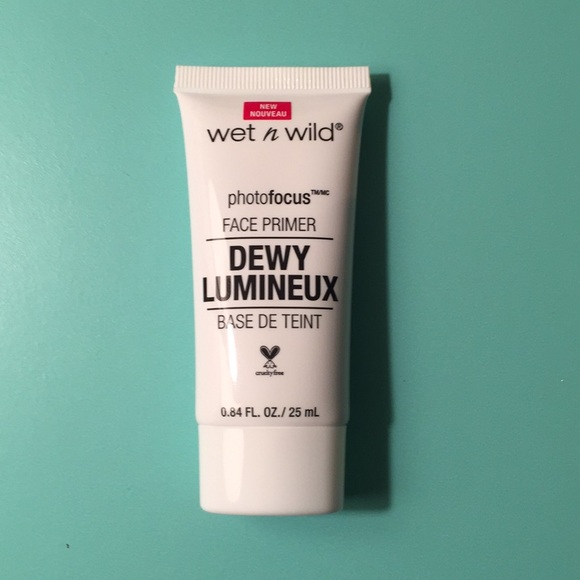 NEW
NOUVEAU
wet n wild®
photofocus™/MC
FACE PRIMER
DEWY
LUMINEUX
BASE DE TEINT
crueltyfree
0.84 FL. OZ./ 25 mL